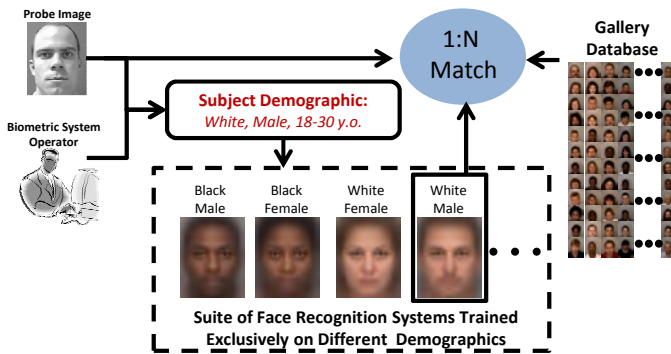 Probe Image
1:N
Match
Gallery
Database
Subject Demographic:
White, Male, 18-30 y.o.
Biometric System
Operator
Black
Male
Black
Female
White
Female
White
Male
Suite of Face Recognition Systems Trained
Exclusively on Different Demographics